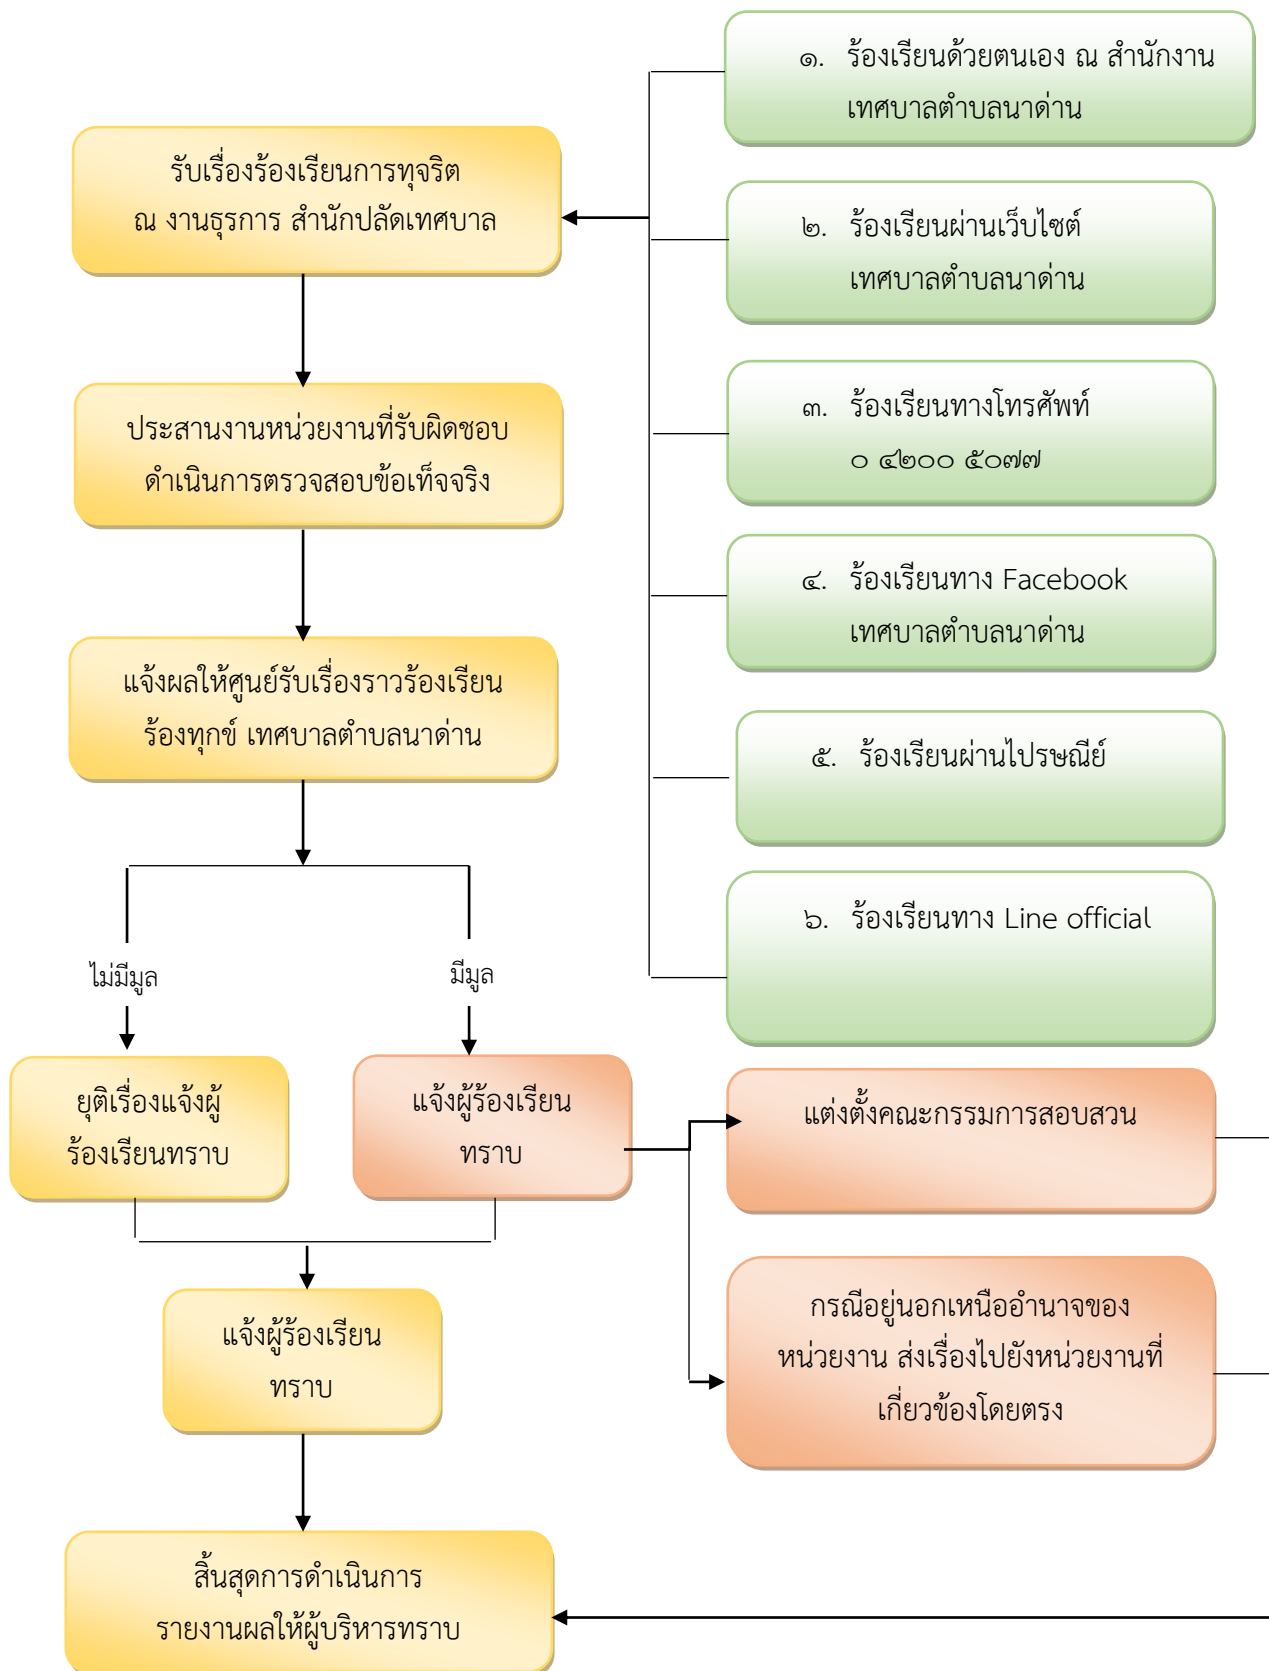 ๑. ร้องเรียนด้วยตนเอง ณ สำนักงาน
เทศบาลตำบลนาด่าน
รับเรื่องร้องเรียนการทุจริต
ณ งานธุรการ สำนักปลัดเทศบาล
๒. ร้องเรียนผ่านเว็บไซต์
เทศบาลตำบลนาด่าน
๓. ร้องเรียนทางโทรศัพท์
๐ ๔๒๐๐ ๕๐๗๗
ประสานงานหน่วยงานที่รับผิดชอบ
ดำเนินการตรวจสอบข้อเท็จจริง
๔. ร้องเรียนทาง Facebook
เทศบาลตำบลนาด่าน
แจ้งผลให้ศูนย์รับเรื่องราวร้องเรียน
ร้องทุกข์ เทศบาลตำบลนาด่าน
๕. ร้องเรียนผ่านไปรษณีย์
๖. ร้องเรียนทาง Line official
ไม่มีมูล
มีมูล
ยุติเรื่องแจ้งผู้
ร้องเรียนทราบ
แจ้งผู้ร้องเรียน
ทราบ
แต่งตั้งคณะกรรมการสอบสวน
กรณีอยู่นอกเหนืออำนาจของ
หน่วยงาน ส่งเรื่องไปยังหน่วยงานที่
เกี่ยวข้องโดยตรง
แจ้งผู้ร้องเรียน
ทราบ
สิ้นสุดการดำเนินการ
รายงานผลให้ผู้บริหารทราบ